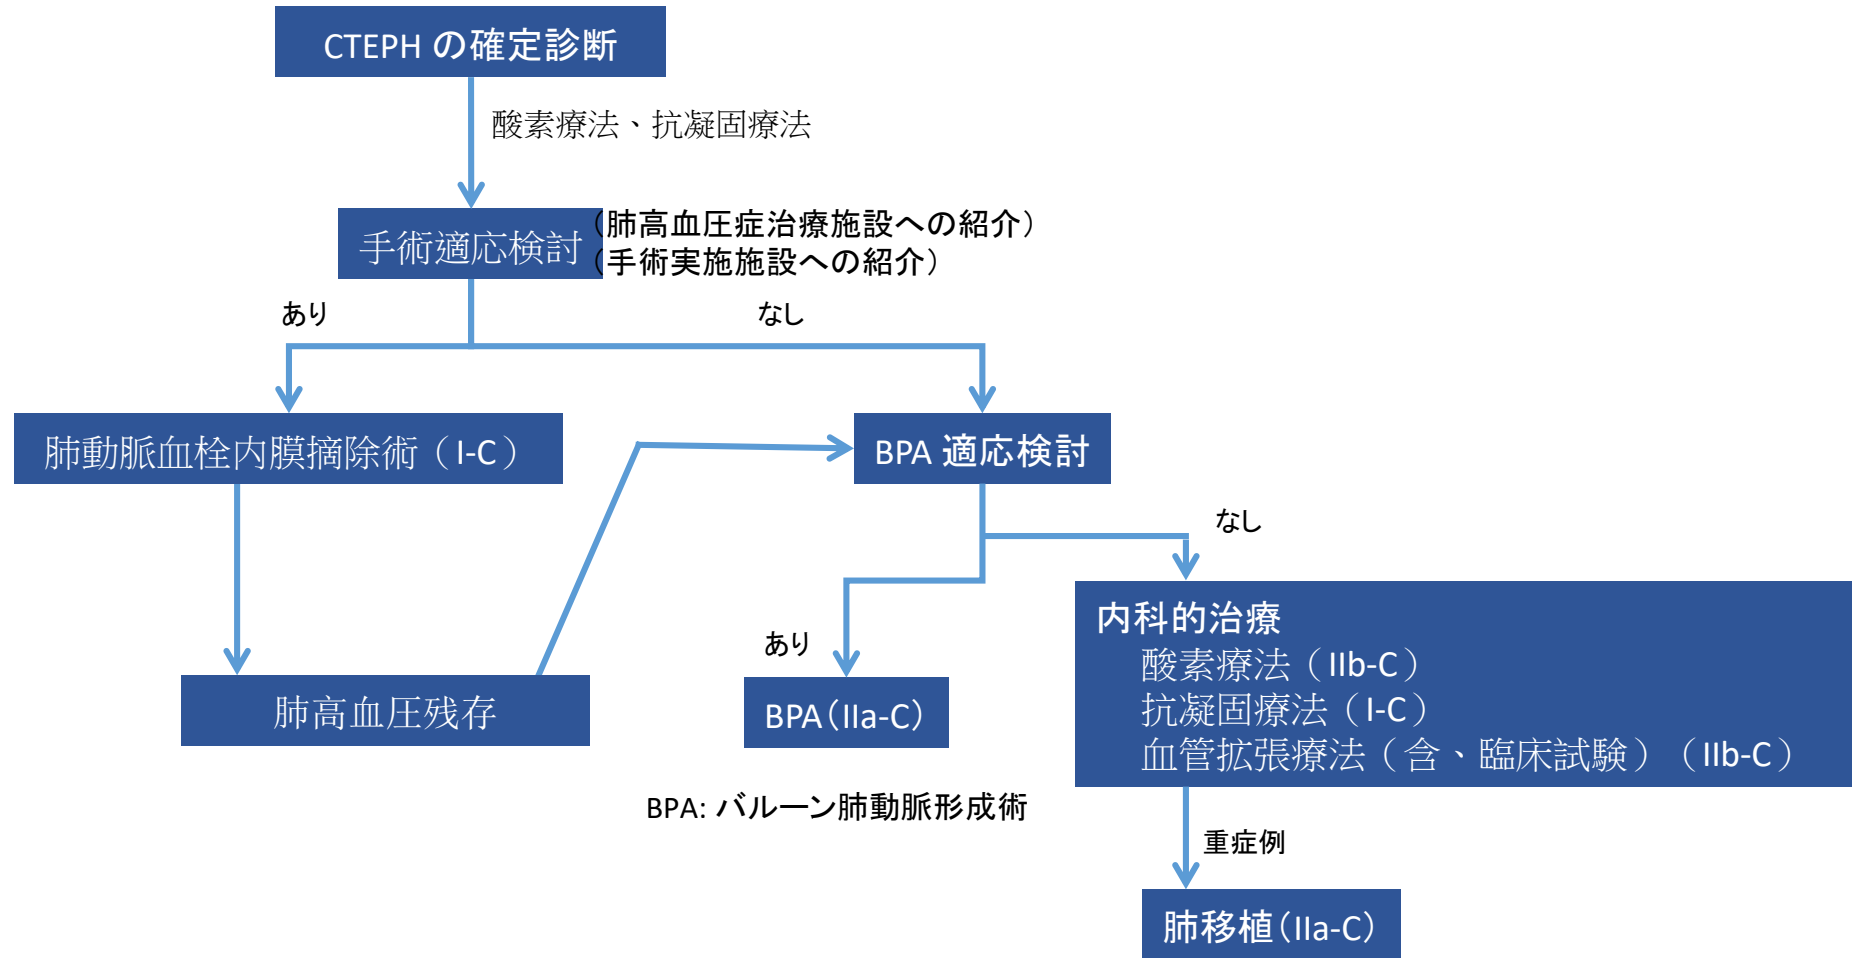 CTEPH の確定診断
酸素療法、抗凝固療法
手術適応検討
（肺高血圧症治療施設への紹介）
（手術実施施設への紹介）
あり
なし
肺動脈血栓内膜摘除術（I-C）
BPA 適応検討
なし
内科的治療
酸素療法（IIb-C）
抗凝固療法（I-C）
血管拡張療法（含、臨床試験）（IIb-C）
あり
肺高血圧残存
BPA（IIa-C）
BPA: バルーン肺動脈形成術
重症例
肺移植（IIa-C）